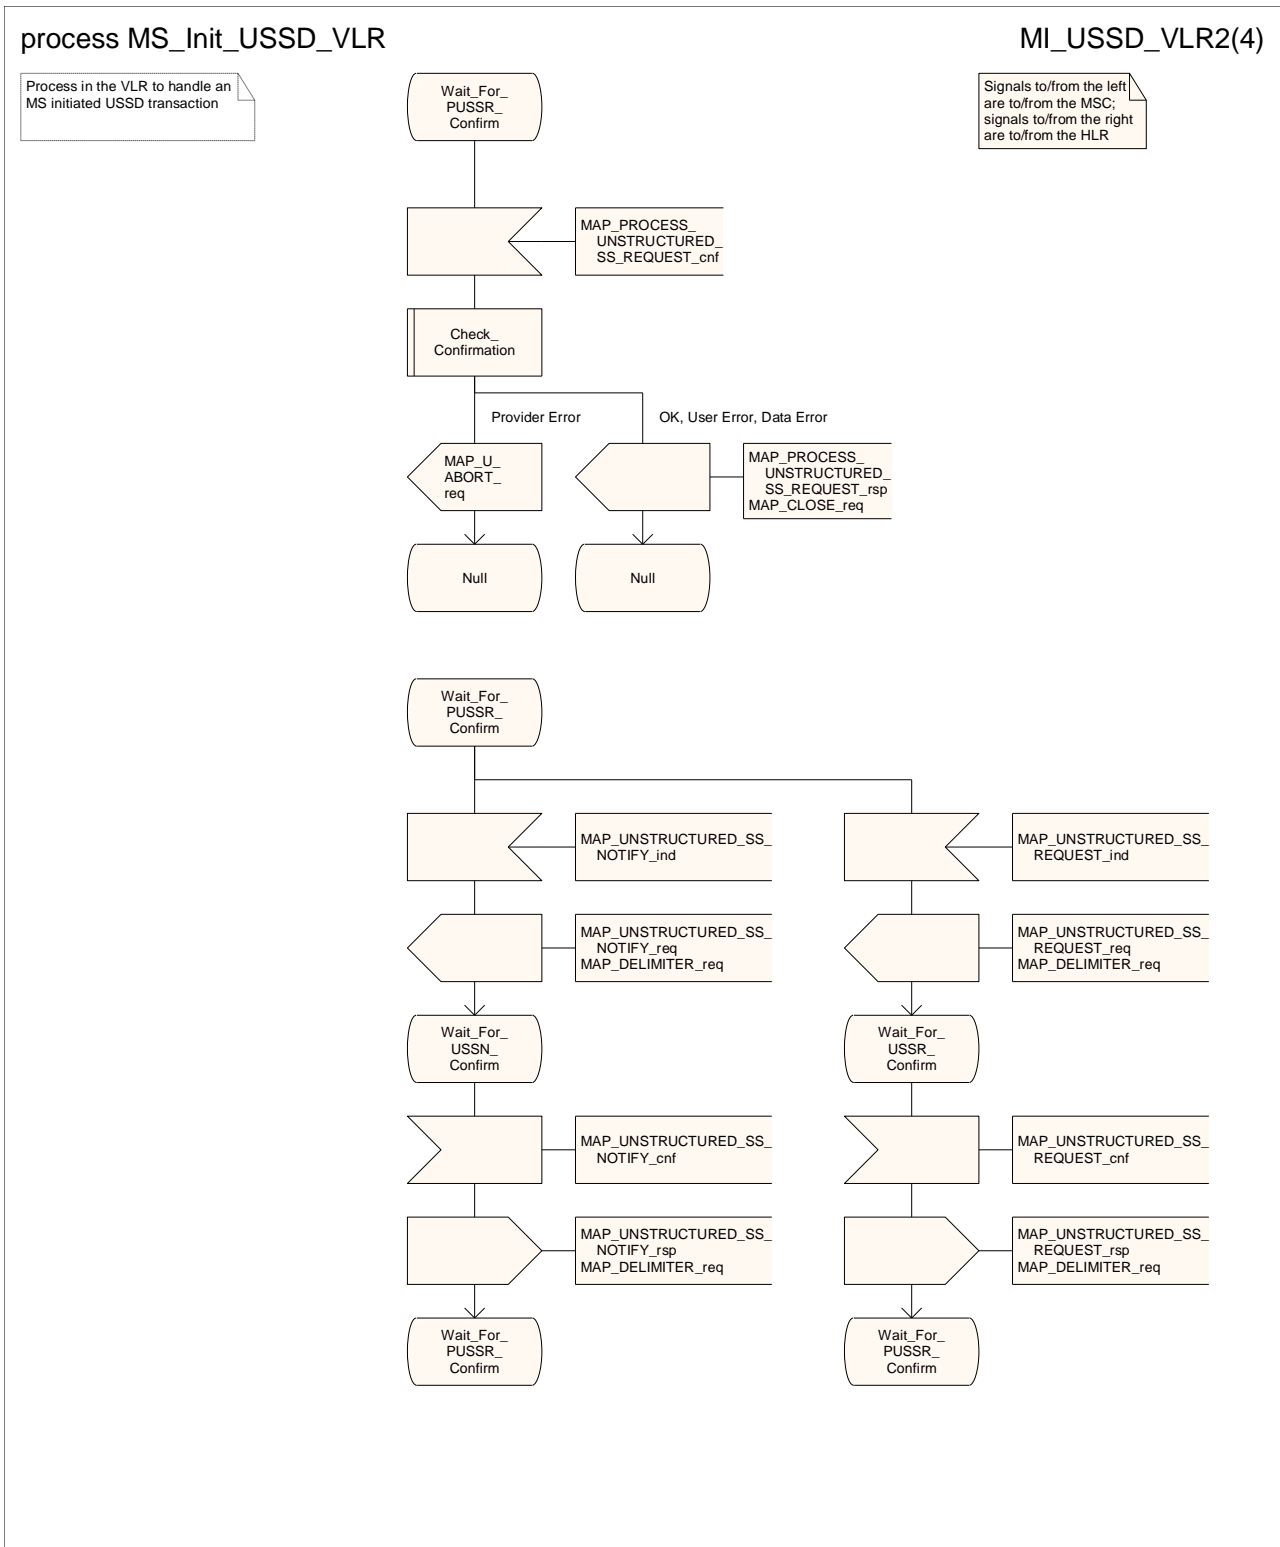 process MS_Init_USSD_VLR
MI_USSD_VLR2(4)
Process in the VLR to handle an
MS initiated USSD transaction
Wait_For_
PUSSR_
Confirm
Signals to/from the left
are to/from the MSC;
signals to/from the right
are to/from the HLR
MAP_PROCESS_
UNSTRUCTURED_
SS_REQUEST_cnf
Check_
Confirmation
Provider Error
OK, User Error, Data Error
MAP_U_
ABORT_
req
MAP_PROCESS_
UNSTRUCTURED_
SS_REQUEST_rsp
MAP_CLOSE_req
Null
Null
Wait_For_
PUSSR_
Confirm
MAP_UNSTRUCTURED_SS_
NOTIFY_ind
MAP_UNSTRUCTURED_SS_
REQUEST_ind
MAP_UNSTRUCTURED_SS_
NOTIFY_req
MAP_DELIMITER_req
MAP_UNSTRUCTURED_SS_
REQUEST_req
MAP_DELIMITER_req
Wait_For_
USSN_
Confirm
Wait_For_
USSR_
Confirm
MAP_UNSTRUCTURED_SS_
NOTIFY_cnf
MAP_UNSTRUCTURED_SS_
REQUEST_cnf
MAP_UNSTRUCTURED_SS_
NOTIFY_rsp
MAP_DELIMITER_req
MAP_UNSTRUCTURED_SS_
REQUEST_rsp
MAP_DELIMITER_req
Wait_For_
PUSSR_
Confirm
Wait_For_
PUSSR_
Confirm